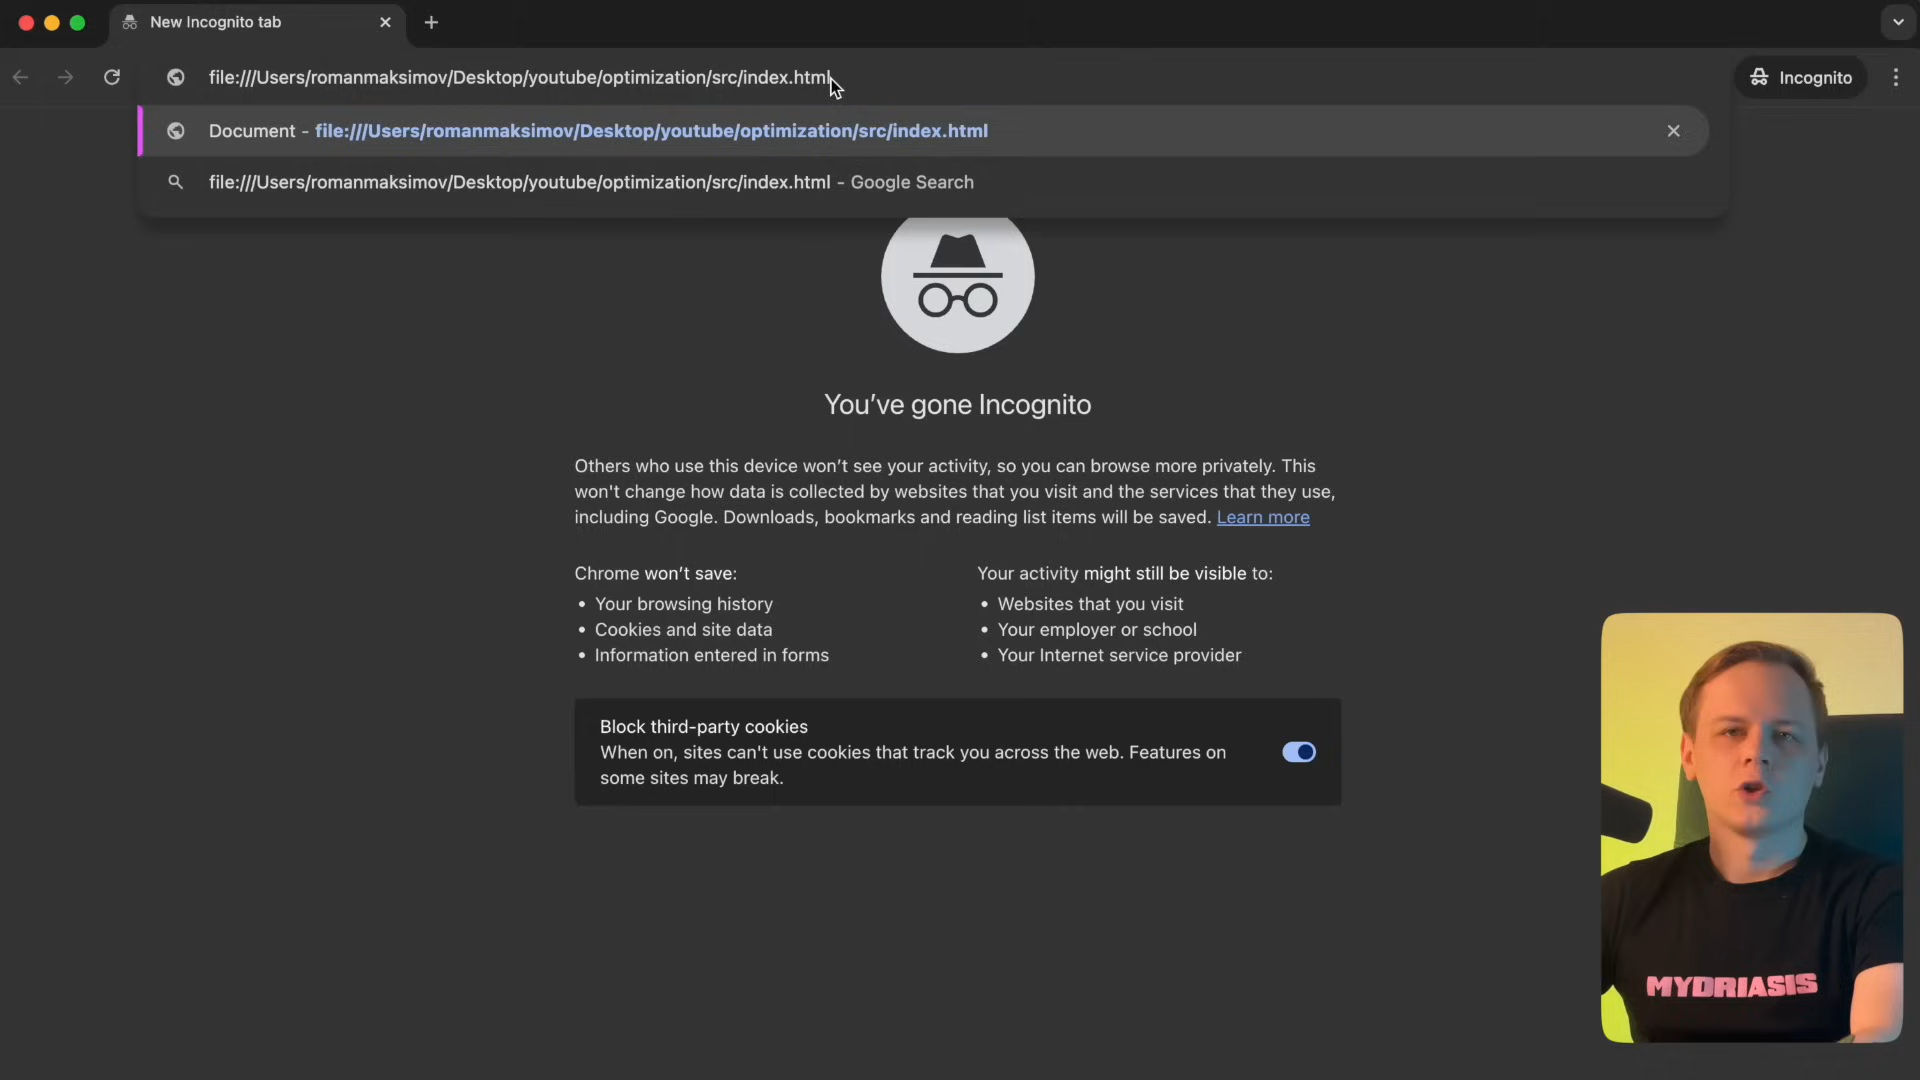 New Incognito tab
file:///Users/romanmaksimov/Desktop/youtube/optimization/src/index.html
Incognito
Document - file:///Users/romanmaksimov/Desktop/youtube/optimization/src/index.html
file:///Users/romanmaksimov/Desktop/youtube/optimization/src/index.html - Google Search
You’ve gone Incognito
Others who use this device won’t see your activity, so you can browse more privately. This
won't change how data is collected by websites that you visit and the services that they use,
including Google. Downloads, bookmarks and reading list items will be saved. Learn more
Chrome won’t save:
• Your browsing history
• Cookies and site data
• Information entered in forms
Your activity might still be visible to:
• Websites that you visit
• Your employer or school
• Your Internet service provider
Block third-party cookies
When on, sites can't use cookies that track you across the web. Features on
some sites may break.
MYDRIASIS